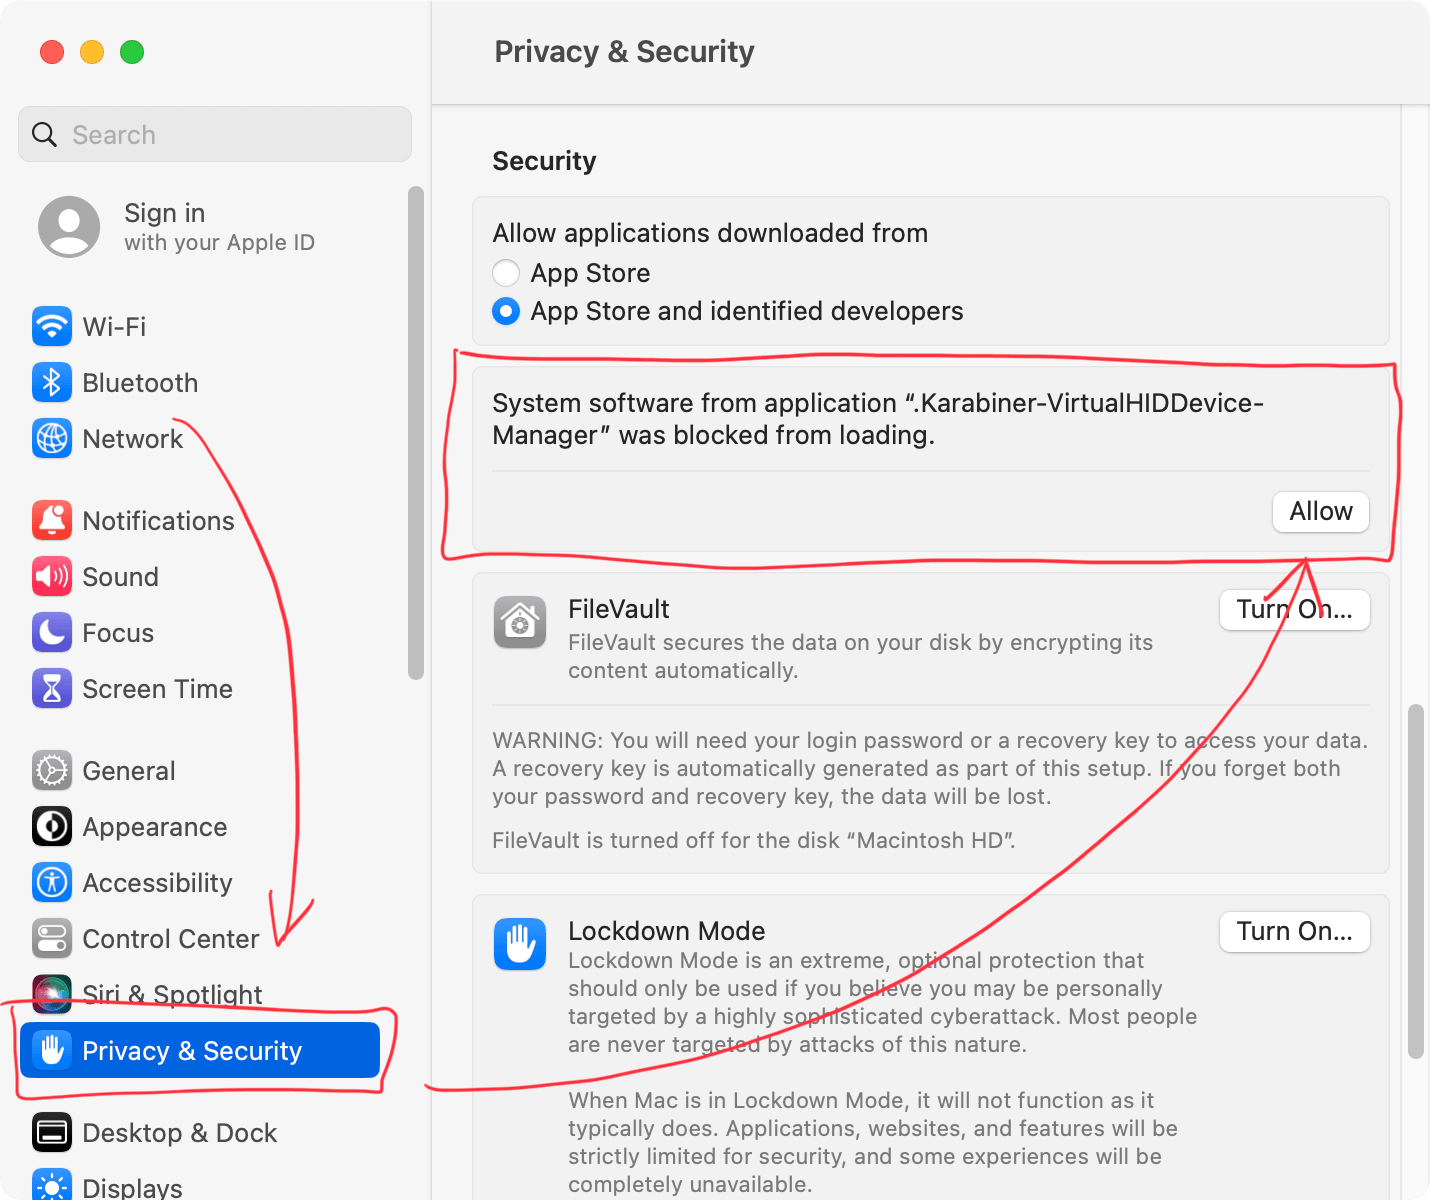 Privacy & Security
Search
Sign in
with your Apple ID
Wi-Fi
Bluetooth
Network
Notifications
Sound
Focus
Screen Time
General
Appearance
Accessibility
Control Center
Siri & Spotlight
Privacy & Security
Desktop & Dock
Displays
Security
Allow applications downloaded from
App Store
App Store and identified developers
System software from application “.Karabiner-VirtualHIDDevice-
Manager” was blocked from loading.
Allow
FileVault
Turn On...
FileVault secures the data on your disk by encrypting its
content automatically.
WARNING: You will need your login password or a recovery key to access your data.
A recovery key is automatically generated as part of this setup. If you forget both
your password and recovery key, the data will be lost.
FileVault is turned off for the disk “Macintosh HD”.
Lockdown Mode
Turn On...
Lockdown Mode is an extreme, optional protection that
should only be used if you believe you may be personally
targeted by a highly sophisticated cyberattack. Most people
are never targeted by attacks of this nature.
When Mac is in Lockdown Mode, it will not function as it
typically does. Applications, websites, and features will be
strictly limited for security, and some experiences will be
completely unavailable.